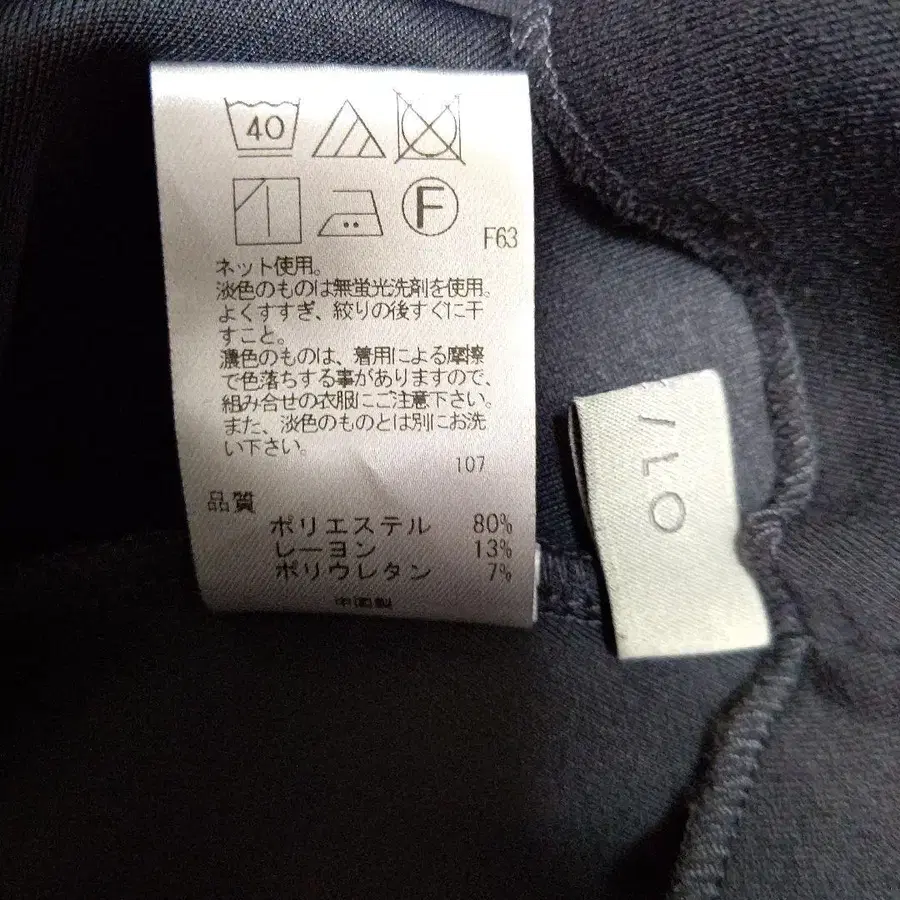 40
F
F63
ネット使用。
淡色のものは無蛍光洗剤を使用。
よくすすぎ、絞りの後すぐに干
すこと。
濃色のものは、着用による摩擦
で色落ちする事がありますので、
組み合せの衣服にご注意下さい。
また、淡色のものとは別にお洗
い下さい。
107
品質
ポリエステル 80%
レーヨン 13%
ポリウレタン 7%
中国製
/LO